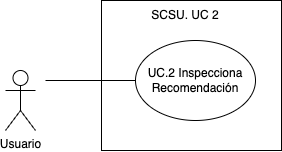 SCSU. UC 2
UC.2 Inspecciona
Recomendación
Usuario